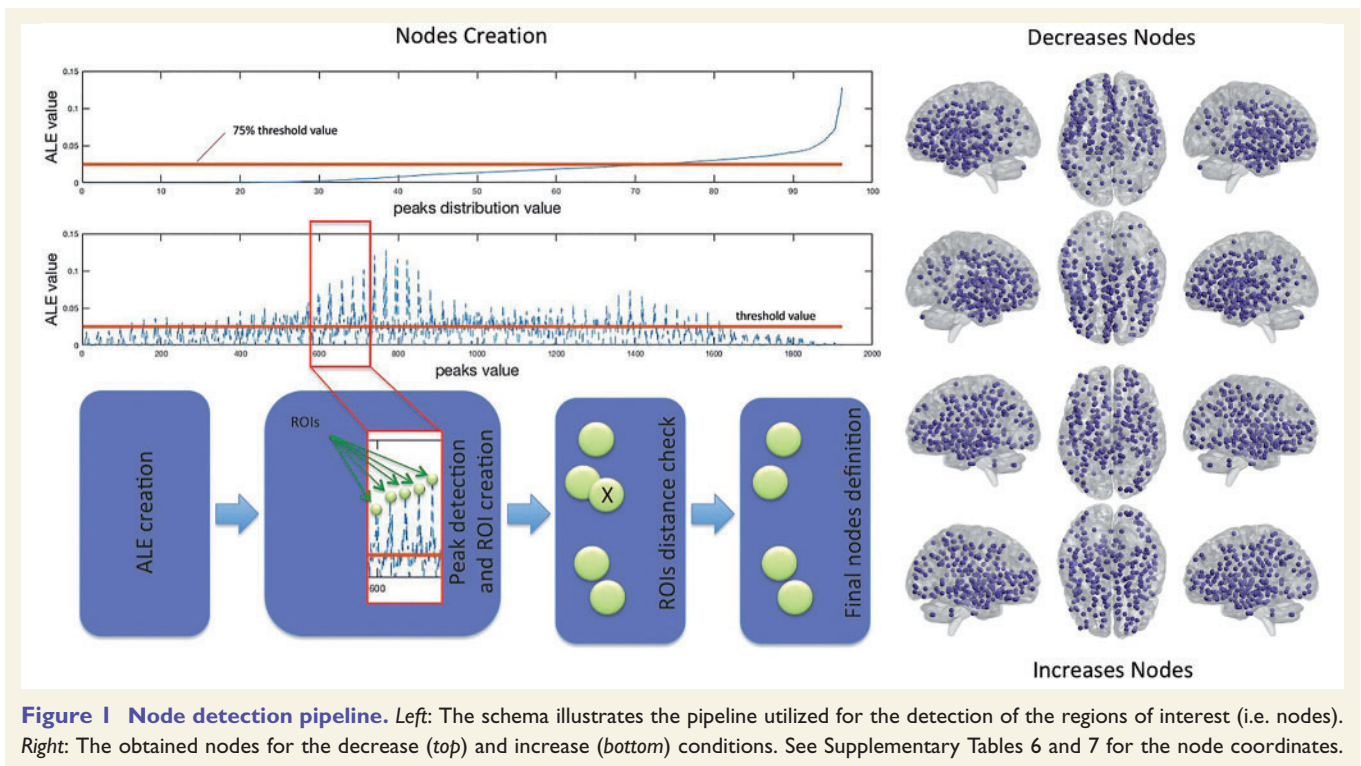 Nodes Creation
Decreases Nodes
0.15
0.1
0.05
0
ALE value
75% threshold value
0 10 20 30 40 50 60 70 80 90 100
peaks distribution value
0.15
0.1
0.05
0
ALE value
threshold value
0 200 400 600 800 1000 1200 1400 1600 1800 2000
peaks value
ALE creation
ROIs
600
Peak detection
and ROI creation
X
ROIs distance check
Final nodes definition
Increases Nodes
Figure 1 Node detection pipeline. Left: The schema illustrates the pipeline utilized for the detection of the regions of interest (i.e. nodes).
Right: The obtained nodes for the decrease (top) and increase (bottom) conditions. See Supplementary Tables 6 and 7 for the node coordinates.